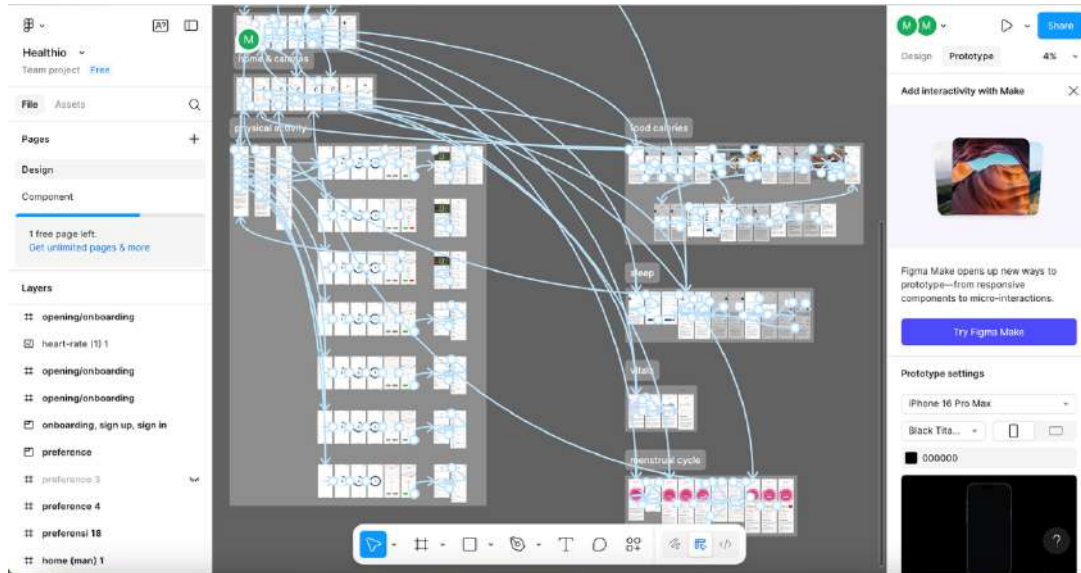 Healthio
Team project Free
File Assets
Pages
Design
Component
1 free page left.
Get unlimited pages & more
Layers
opening/onboarding
heart-rate (1) 1
opening/onboarding
opening/onboarding
onboarding, sign up, sign in
preference
preference 3
preference 4
preferensi 18
home (man) 1
M
home & calories
physical activity
food calories
sleep
vitals
menstrual cycle
M M
Share
Design Prototype 4%
Add interactivity with Make
Figma Make opens up new ways to
prototype—from responsive
components to micro-interactions.
Try Figma Make
Prototype settings
iPhone 16 Pro Max
Black Tita...
000000
?